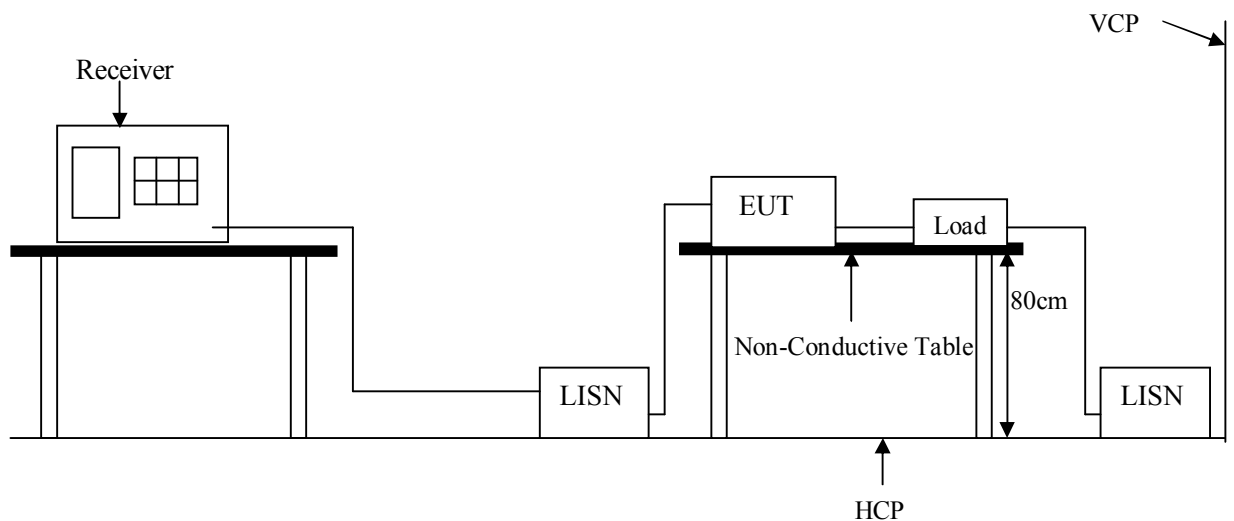 VCP
Receiver
EUT
Load
80cm
Non-Conductive Table
LISN
LISN
HCP